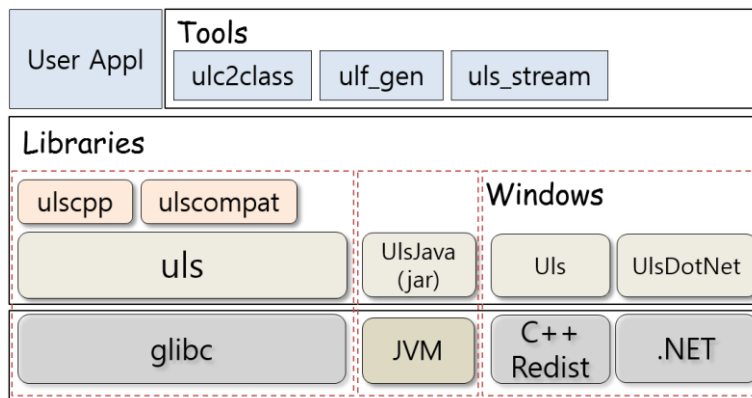 User Appl
Tools
ulc2class
ulf_gen
uls_stream
Libraries
ulscpp
ulscompat
Windows
uls
UlsJava
(jar)
Uls
UlsDotNet
glibc
JVM
C++
Redist
.NET